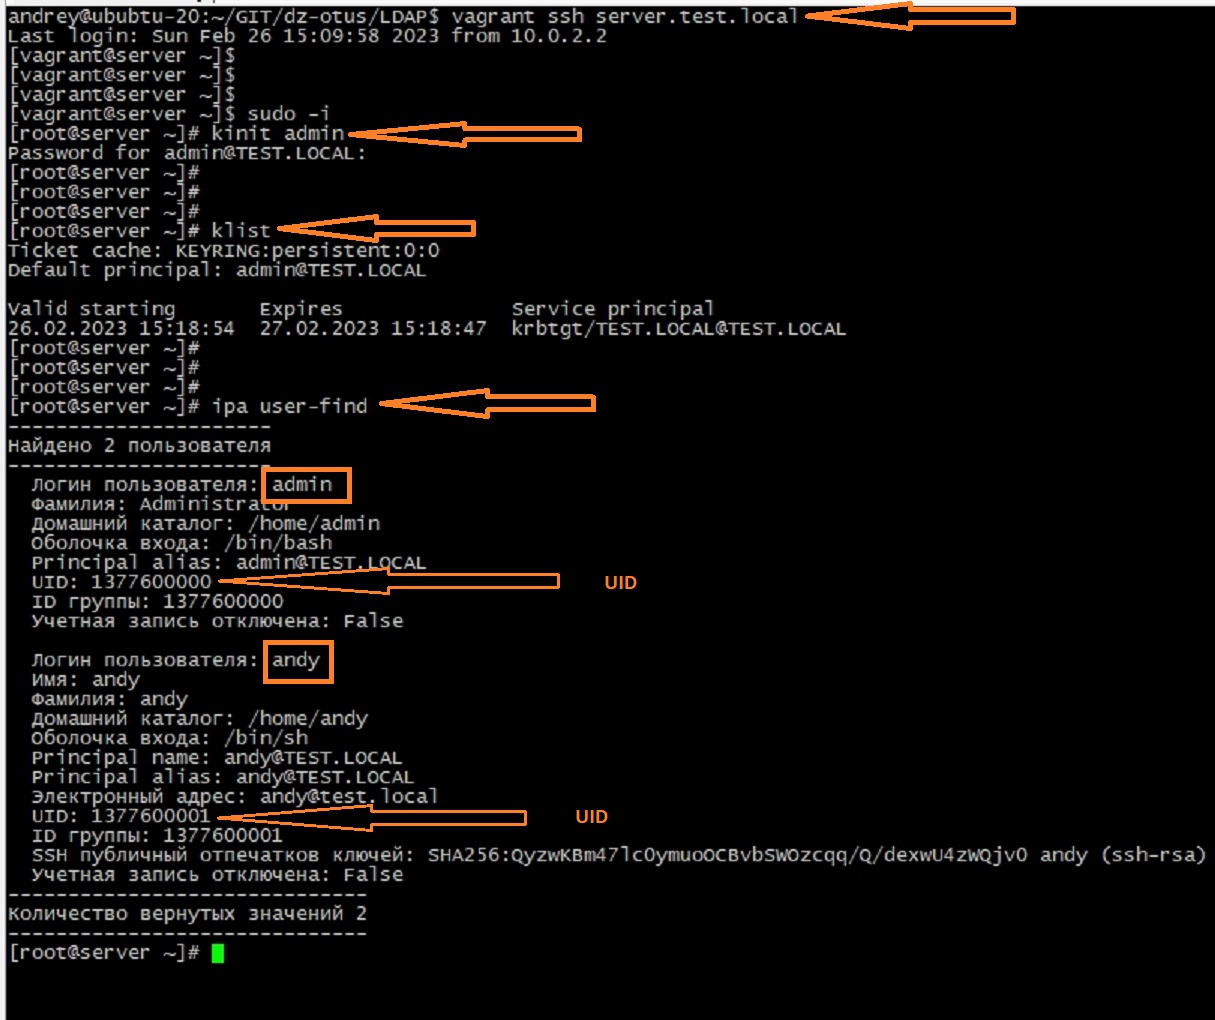 andrey@ububtu-20:~/GIT/dz-otus/LDAP$ vagrant ssh server.test.local
Last login: Sun Feb 26 15:09:58 2023 from 10.0.2.2
[vagrant@server ~]$
[vagrant@server ~]$
[vagrant@server ~]$
[vagrant@server ~]$ sudo -i
[root@server ~]# kinit admin
Password for admin@TEST.LOCAL:
[root@server ~]#
[root@server ~]#
[root@server ~]#
[root@server ~]# klist
Ticket cache: KEYRING:persistent:0:0
Default principal: admin@TEST.LOCAL
Valid starting       Expires              Service principal
26.02.2023 15:18:54  27.02.2023 15:18:47  krbtgt/TEST.LOCAL@TEST.LOCAL
[root@server ~]#
[root@server ~]#
[root@server ~]#
[root@server ~]# ipa user-find
----------------------
Найдено 2 пользователя
----------------------
Логин пользователя: admin
Фамилия: Administrator
Домашний каталог: /home/admin
Оболочка входа: /bin/bash
Principal alias: admin@TEST.LOCAL
UID: 1377600000 UID
ID группы: 1377600000
Учетная запись отключена: False
Логин пользователя: andy
Имя: andy
Фамилия: andy
Домашний каталог: /home/andy
Оболочка входа: /bin/sh
Principal name: andy@TEST.LOCAL
Principal alias: andy@TEST.LOCAL
Электронный адрес: andy@test.local
UID: 1377600001 UID
ID группы: 1377600001
SSH публичный отпечатков ключей: SHA256:QyzwKBm47lcOymuoOCBvbSWOzcqq/Q/dexwU4zWQjv0 andy (ssh-rsa)
Учетная запись отключена: False
------------------------------
Количество вернутых значений 2
------------------------------
[root@server ~]#